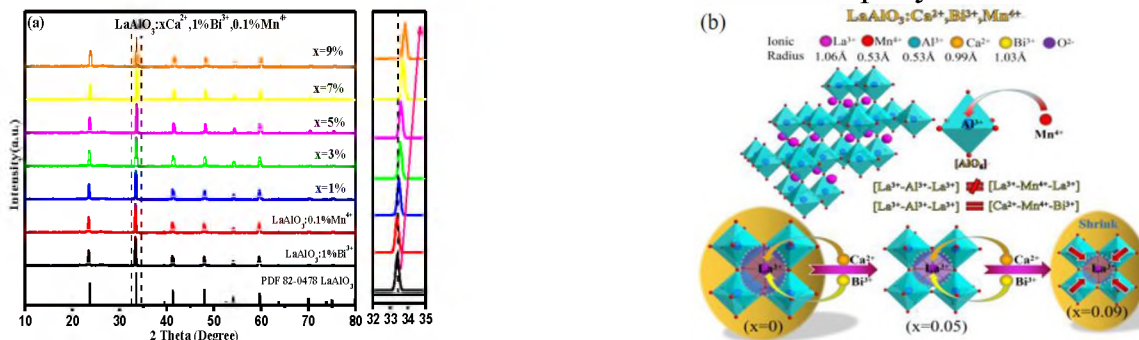 (a)
LaAlO₃:xCa²⁺,1%Bi³⁺,0.1%Mn⁴⁺
x=9%
x=7%
x=5%
x=3%
x=1%
LaAlO₃:0.1%Mn⁴⁺
LaAlO₃:1%Bi³⁺
PDF 82-0478 LaAlO₃
Intensity(a.u.)
10 20 30 40 50 60 70 80 32 33 34 35
2 Theta (Degree)
(b)
LaAlO₃:Ca²⁺,Bi³⁺,Mn⁴⁺
Ionic Radius
La³⁺ Mn⁴⁺ Al³⁺ Ca²⁺ Bi³⁺ O²⁻
1.06Å 0.53Å 0.53Å 0.99Å 1.03Å
Al³⁺
Mn⁴⁺
[AlO₆]
[La³⁺-Al³⁺-La³⁺] ≠ [La³⁺-Mn⁴⁺-La³⁺]
[La³⁺-Al³⁺-La³⁺] = [Ca²⁺-Mn⁴⁺-Bi³⁺]
Shrink
La³⁺ Ca²⁺ La³⁺ Ca²⁺ La³⁺
Bi³⁺ Bi³⁺
(x=0) (x=0.05) (x=0.09)